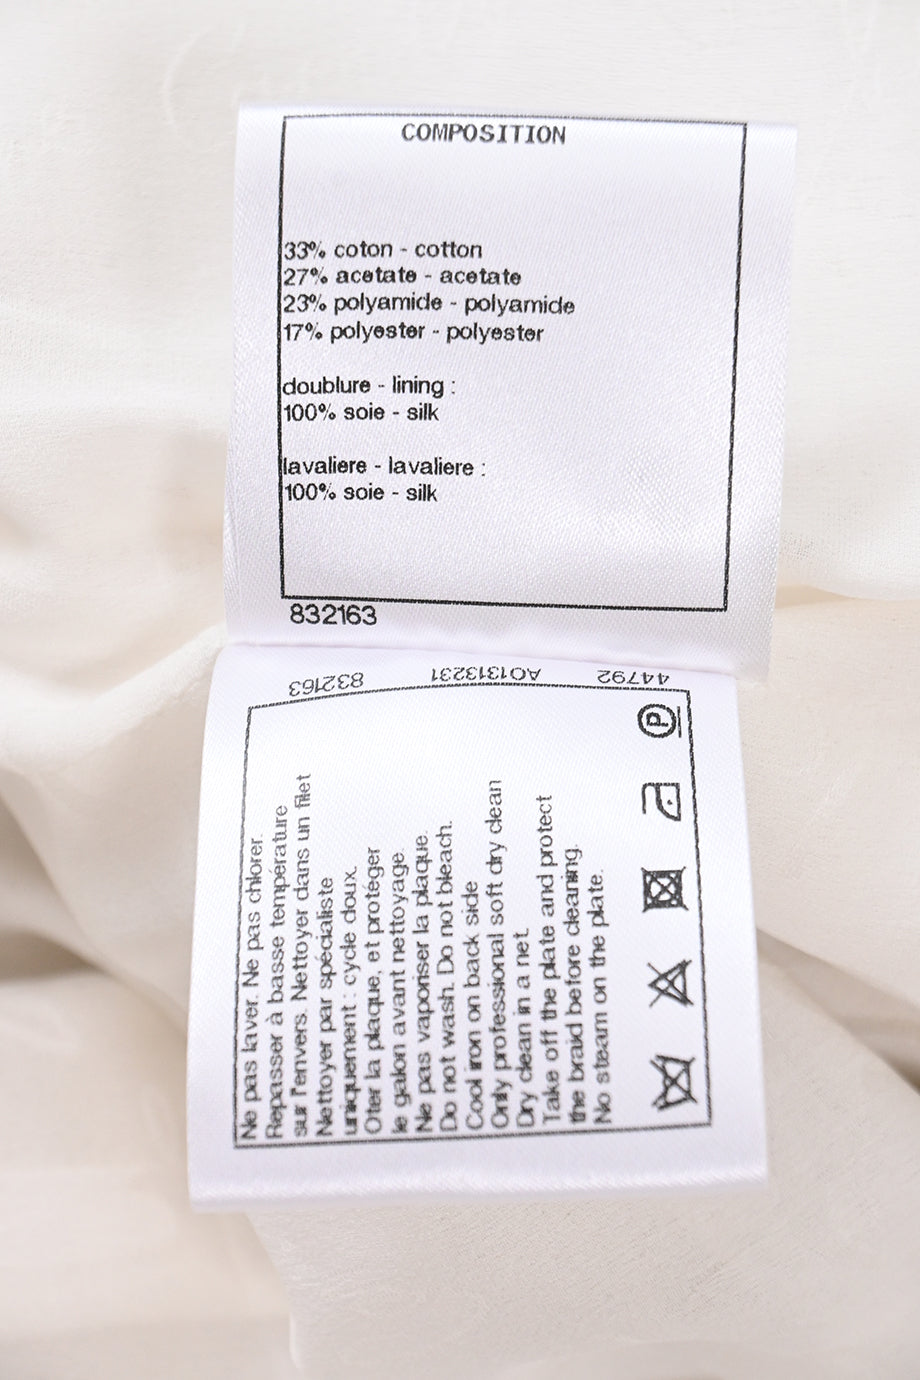 COMPOSITION
33% coton - cotton
27% acetate - acetate
23% polyamide - polyamide
17% polyester - polyester
doublure - lining :
100% soie - silk
lavaliere - lavaliere :
100% soie - silk
832163
44792 AO1313231 832163
Ne pas laver. Ne pas chlorer.
Repasser à basse température
sur l'envers. Nettoyer dans un filet
Nettoyer par spécialiste
uniquement : cycle doux.
Oter la plaque, et protéger
le galon avant nettoyage.
Ne pas vaporiser la plaque.
Do not wash. Do not bleach.
Cool iron on back side
Only professional soft dry clean
Dry clean in a net.
Take off the plate and protect
the braid before cleaning.
No steam on the plate.
P